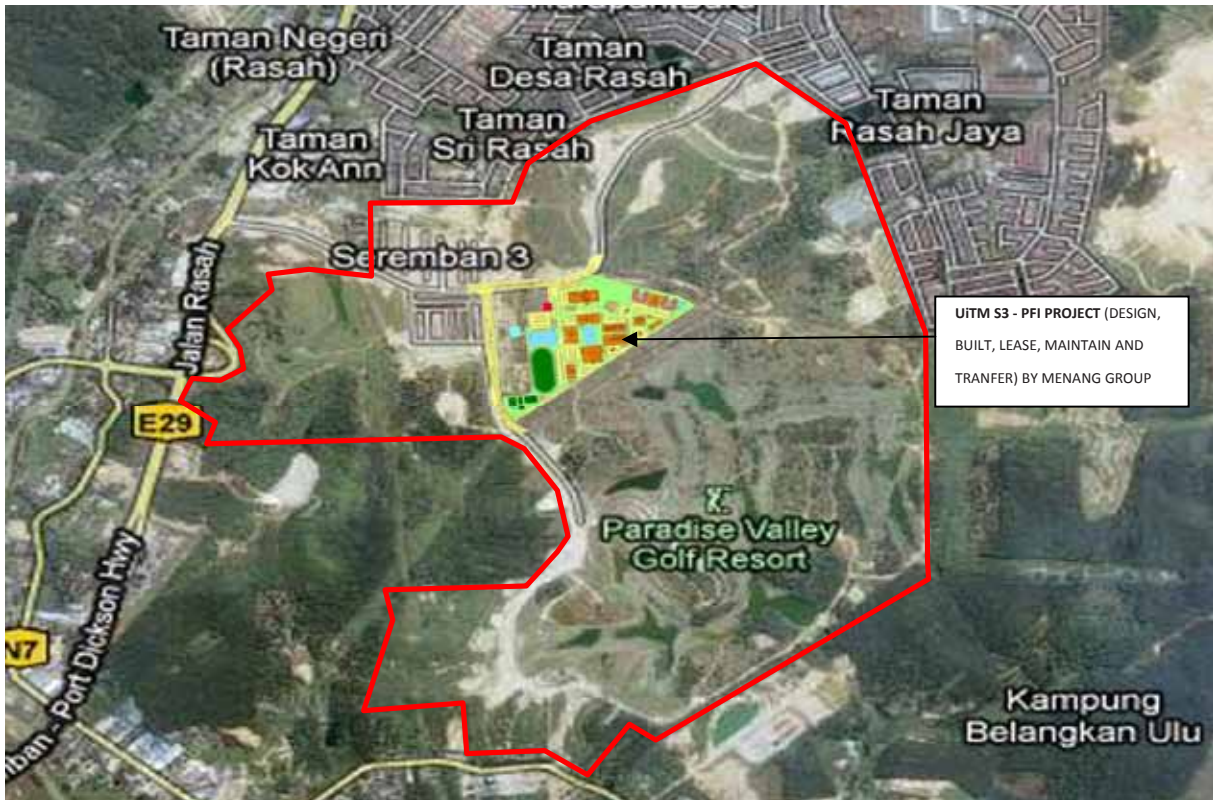 Taman Negeri
(Rasah)
Taman
Desa Rasah
Taman
Sri Rasah
Taman
Kok Ann
Taman
Rasah Jaya
Seremban 3
Jalan Rasah
UiTM S3 - PFI PROJECT (DESIGN,
BUILT, LEASE, MAINTAIN AND
TRANFER) BY MENANG GROUP
E29
Paradise Valley
Golf Resort
N7
Port Dickson Hwy
Kampung
Belangkan Ulu